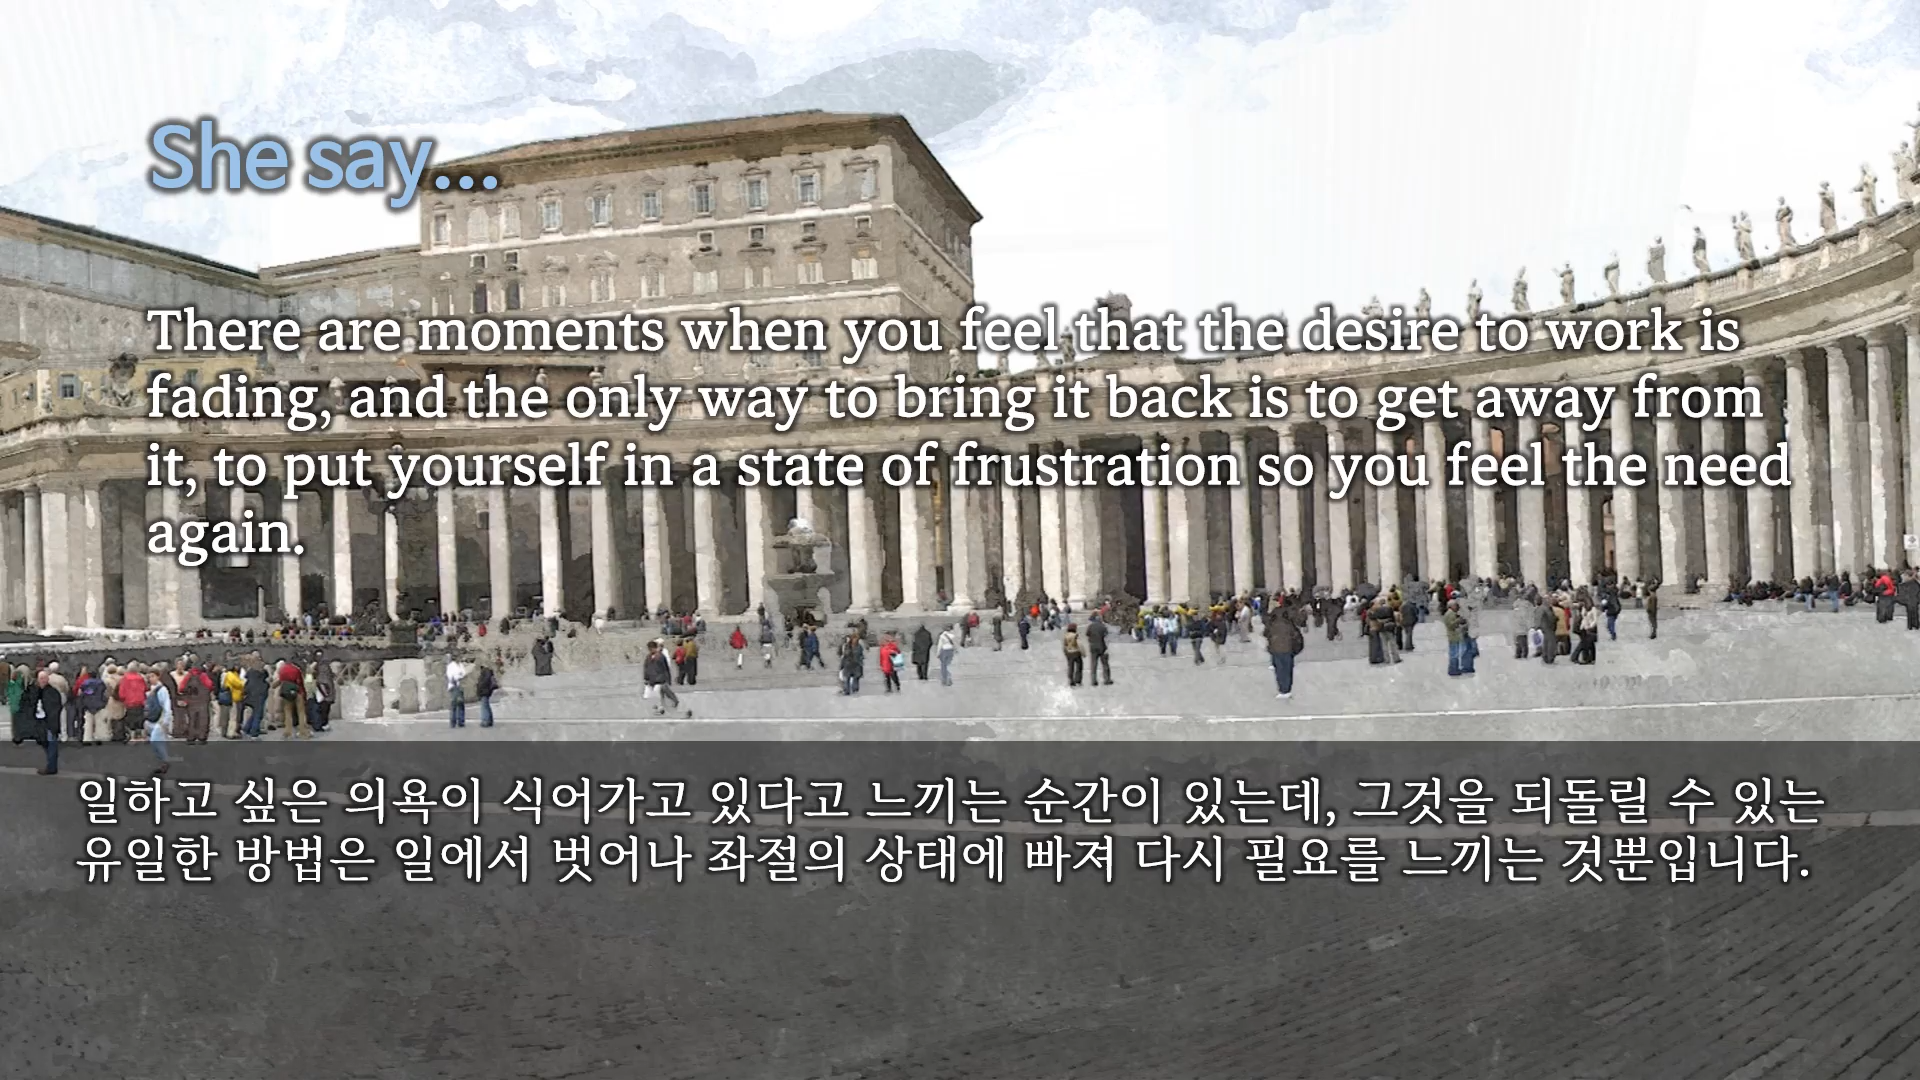 She say...
There are moments when you feel that the desire to work is
fading, and the only way to bring it back is to get away from
it, to put yourself in a state of frustration so you feel the need
again.
일하고 싶은 의욕이 식어가고 있다고 느끼는 순간이 있는데, 그것을 되돌릴 수 있는
유일한 방법은 일에서 벗어나 좌절의 상태에 빠져 다시 필요를 느끼는 것뿐입니다.